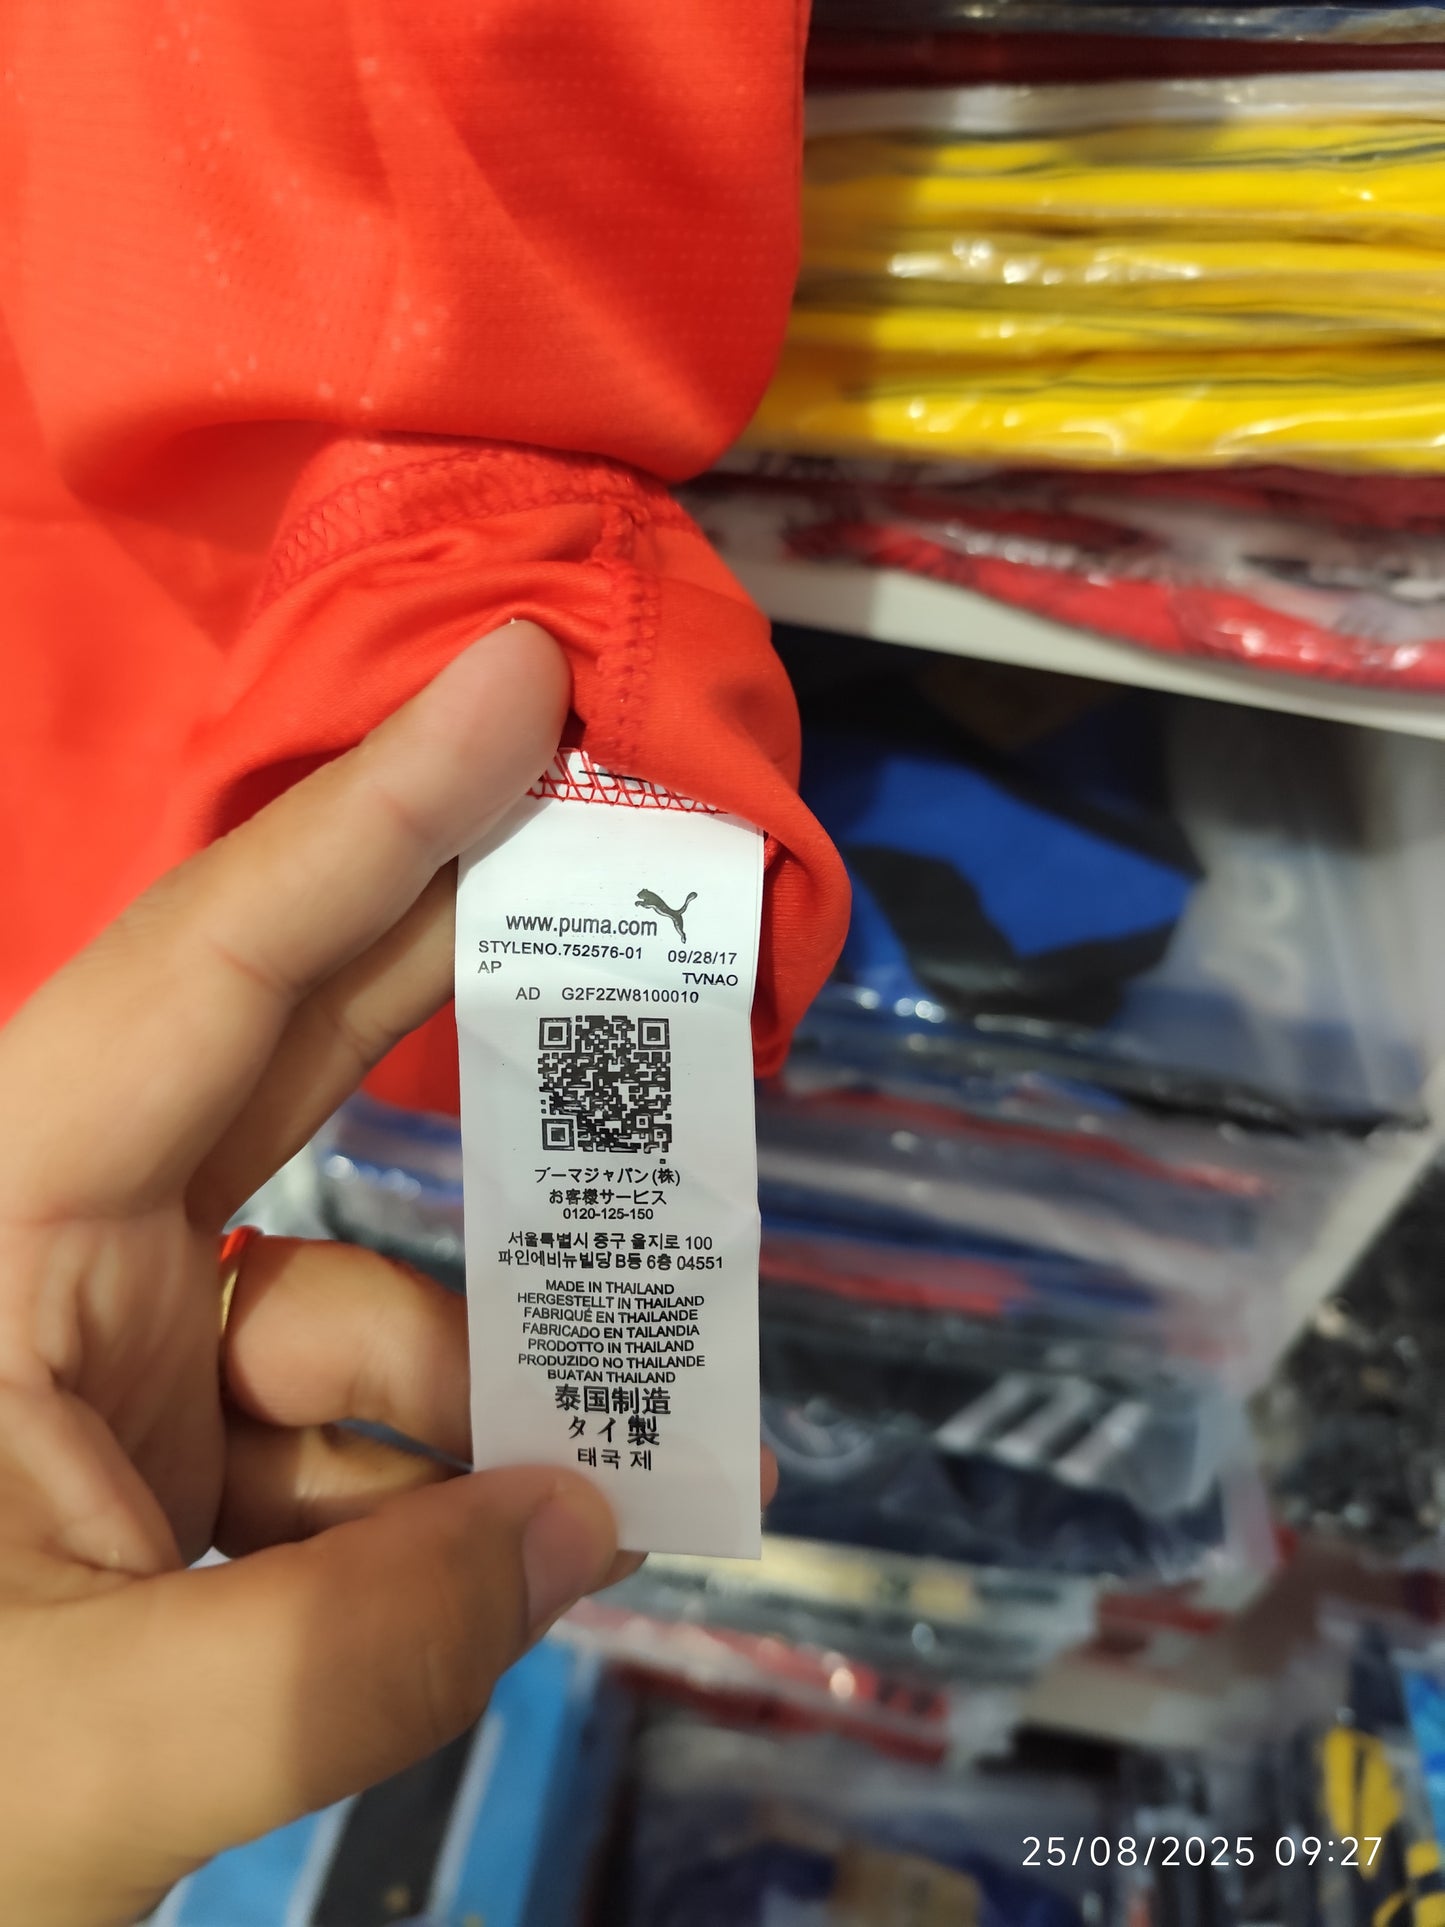 www.puma.com
STYLENO.752576-01 09/28/17
AP TVNAO
AD G2F2ZW8100010
プーマジャパン(株)
お客様サービス
0120-125-150
서울특별시 중구 을지로 100
파인에비뉴빌딩 B동 6층 04551
MADE IN THAILAND
HERGESTELLT IN THAILAND
FABRIQUÉ EN THAILANDE
FABRICADO EN TAILANDIA
PRODOTTO IN THAILAND
PRODUZIDO NO THAILANDE
BUATAN THAILAND
泰国制造
タイ製
태국 제
25/08/2025 09:27